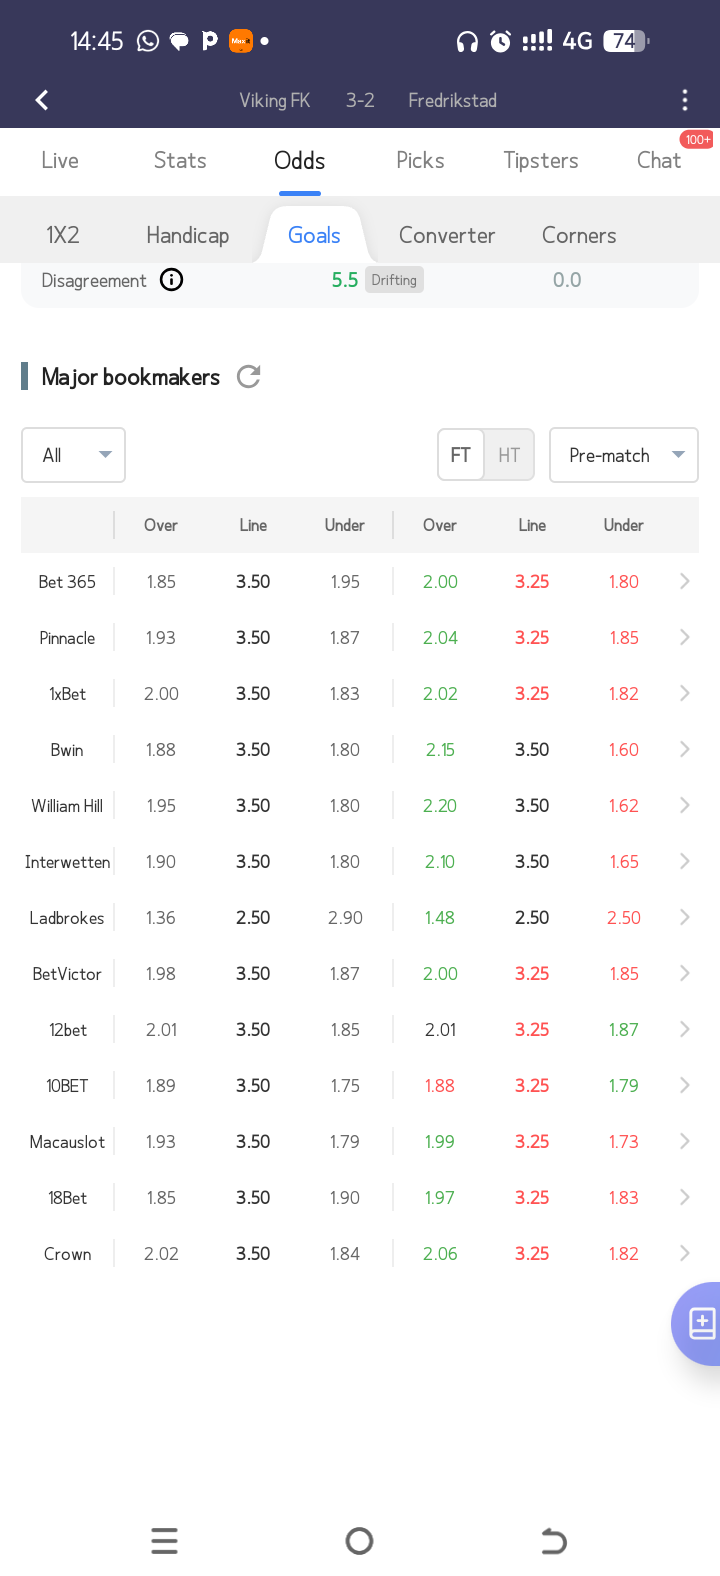 14:45 4G 74
Viking FK 3-2 Fredrikstad
Live Stats Odds Picks Tipsters Chat 100+
1X2 Handicap Goals Converter Corners
Disagreement 5.5 Drifting 0.0
Major bookmakers
All FT HT Pre-match
Over Line Under Over Line Under
Bet 365 1.85 3.50 1.95 2.00 3.25 1.80
Pinnacle 1.93 3.50 1.87 2.04 3.25 1.85
1xBet 2.00 3.50 1.83 2.02 3.25 1.82
Bwin 1.88 3.50 1.80 2.15 3.50 1.60
William Hill 1.95 3.50 1.80 2.20 3.50 1.62
Interwetten 1.90 3.50 1.80 2.10 3.50 1.65
Ladbrokes 1.36 2.50 2.90 1.48 2.50 2.50
BetVictor 1.98 3.50 1.87 2.00 3.25 1.85
12bet 2.01 3.50 1.85 2.01 3.25 1.87
10BET 1.89 3.50 1.75 1.88 3.25 1.79
Macauslot 1.93 3.50 1.79 1.99 3.25 1.73
18Bet 1.85 3.50 1.90 1.97 3.25 1.83
Crown 2.02 3.50 1.84 2.06 3.25 1.82